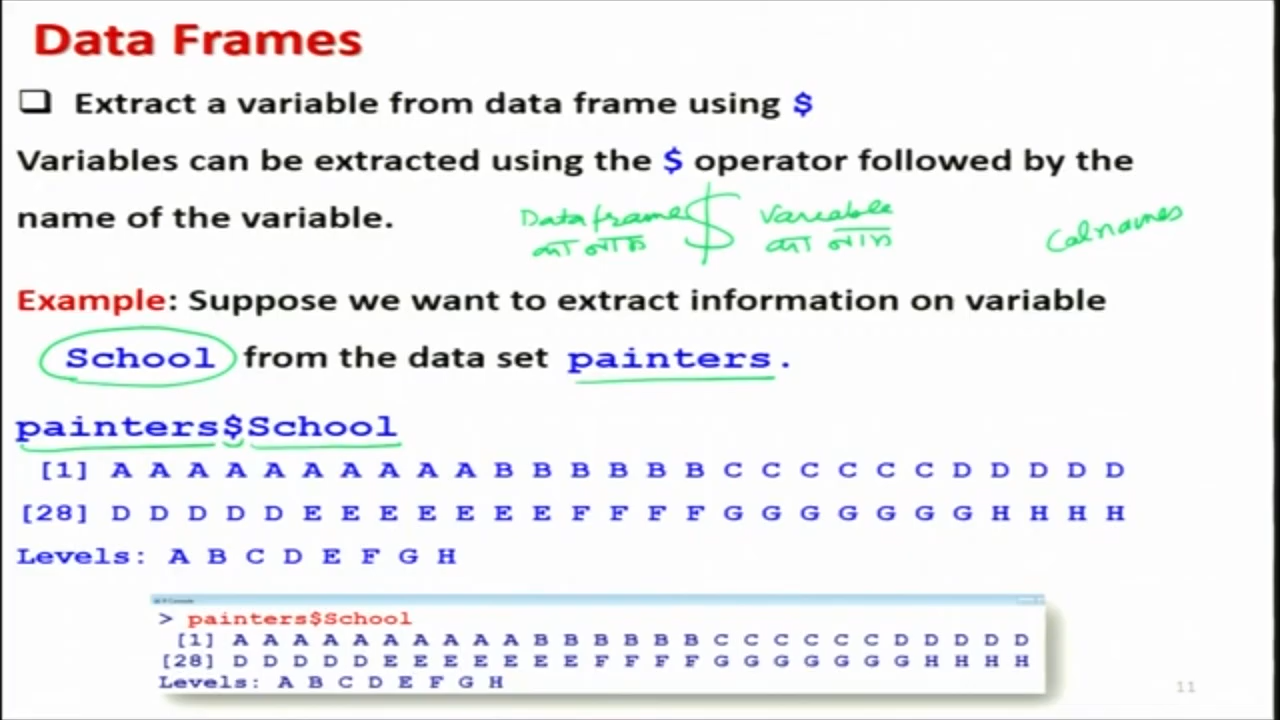 Data Frames
❑ Extract a variable from data frame using $
Variables can be extracted using the $ operator followed by the
name of the variable.
Dataframe $ Variable
का नाम का नाम
Colnames
Example: Suppose we want to extract information on variable
School from the data set painters.
painters$School
[1] A A A A A A A A A A B B B B B B C C C C C C D D D D D
[28] D D D D D E E E E E E E F F F F G G G G G G G H H H H
Levels: A B C D E F G H
> painters$School
[1] A A A A A A A A A A B B B B B B C C C C C C D D D D D
[28] D D D D D E E E E E E E F F F F G G G G G G G H H H H
Levels: A B C D E F G H
11